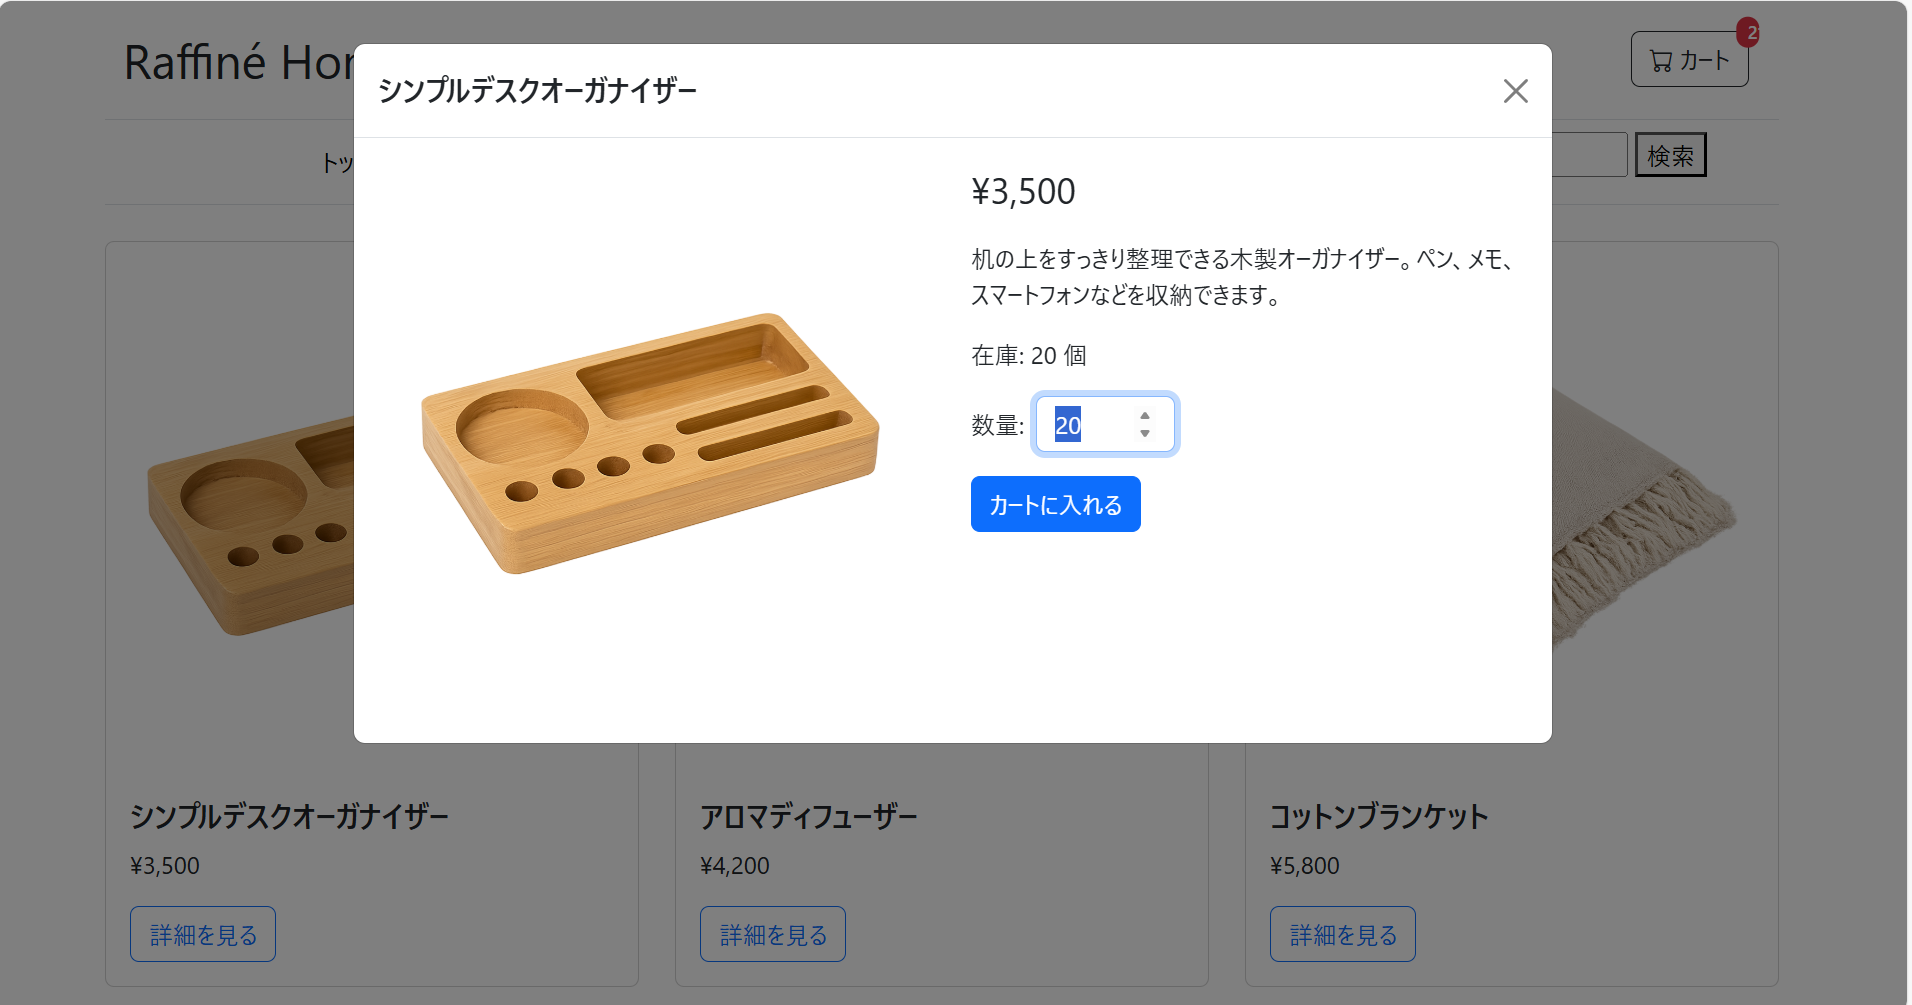 Raffiné Hor
カート
2
トッ
検索
シンプルデスクオーガナイザー
¥3,500
机の上をすっきり整理できる木製オーガナイザー。ペン、メモ、
スマートフォンなどを収納できます。
在庫: 20 個
数量: 20
カートに入れる
シンプルデスクオーガナイザー
¥3,500
詳細を見る
アロマディフューザー
¥4,200
詳細を見る
コットンブランケット
¥5,800
詳細を見る